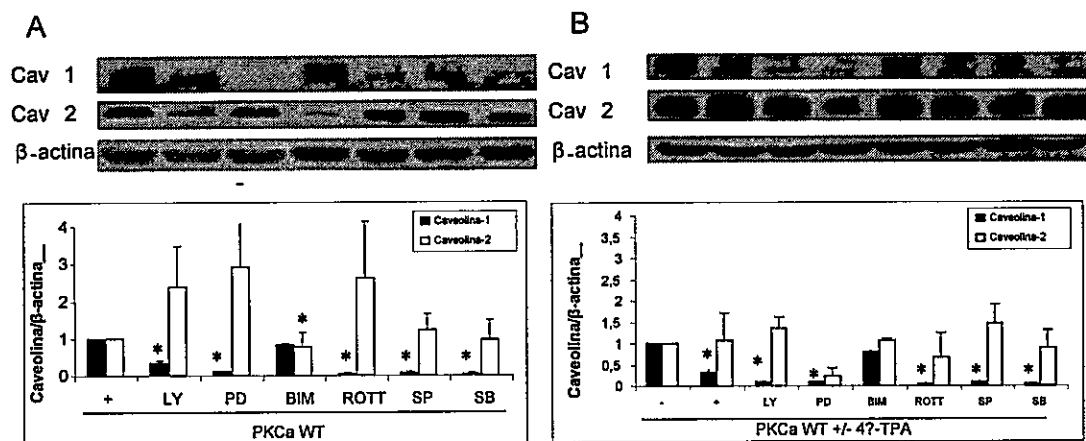 A
Cav 1
Cav 2
β-actina
-
Caveolina/β-actina_
4
3
2
1
0
Caveolina-1
Caveolina-2
* * * * * *
+ LY PD BIM ROTT SP SB
PKCa WT
B
Cav 1
Cav 2
β-actina
Caveolina/β-actina_
4
3,5
3
2,5
2
1,5
1
0,5
0
Caveolina-1
Caveolina-2
* * * * * *
- + LY PD BIM ROTT SP SB
PKCa WT +/- 4?-TPA